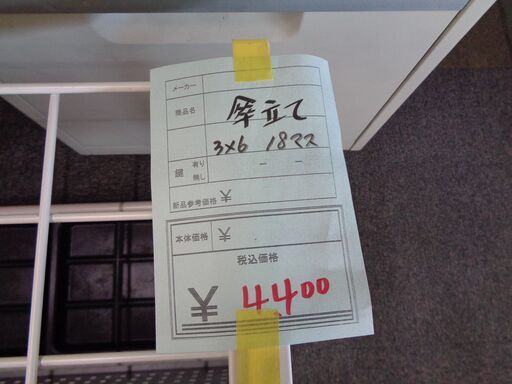 メーカー
商品名 傘立て
3×6 18マス
鍵 有り 無し － －
新品参考価格 ¥
本体価格 ¥
税込価格
¥ 4400